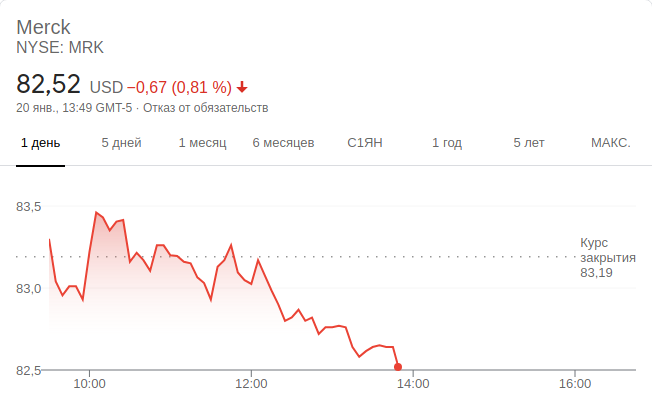 Merck
NYSE: MRK
82,52 USD −0,67 (0,81 %)
20 янв., 13:49 GMT-5 · Отказ от обязательств
1 день 5 дней 1 месяц 6 месяцев С1ЯН 1 год 5 лет МАКС.
83,5
Курс
закрытия
83,19
83,0
82,5
10:00 12:00 14:00 16:00